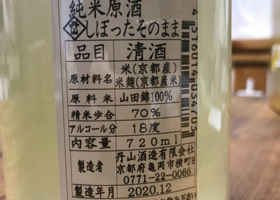 純米原酒
しぼったそのまま
品目 清酒
原材料名 米(京都産)
米麹(京都産米)
原料米 山田錦100%
精米歩合 70%
アルコール分 18度
内容量 720ml
製造者 丹山酒造有限会社
京都府亀岡市横町
0771-22-0066
製造年月 2020.12